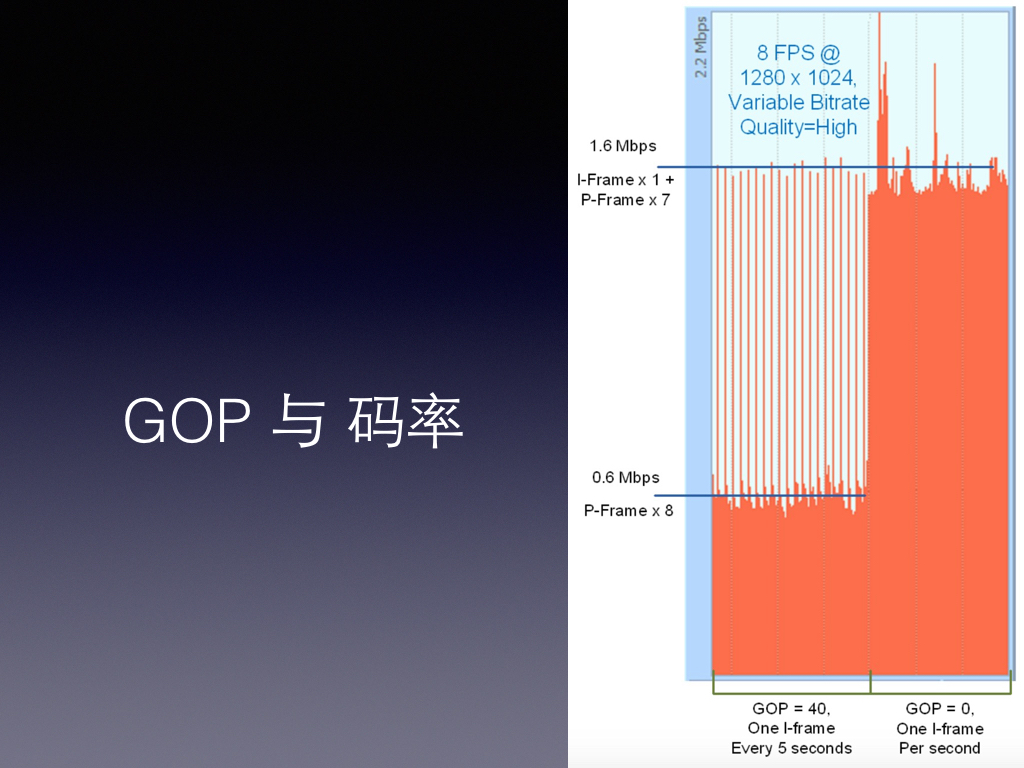 GOP 与 码率
2.2 Mbps
8 FPS @
1280 x 1024,
Variable Bitrate
Quality=High
1.6 Mbps
I-Frame x 1 +
P-Frame x 7
0.6 Mbps
P-Frame x 8
GOP = 40,
One I-frame
Every 5 seconds
GOP = 0,
One I-frame
Per second